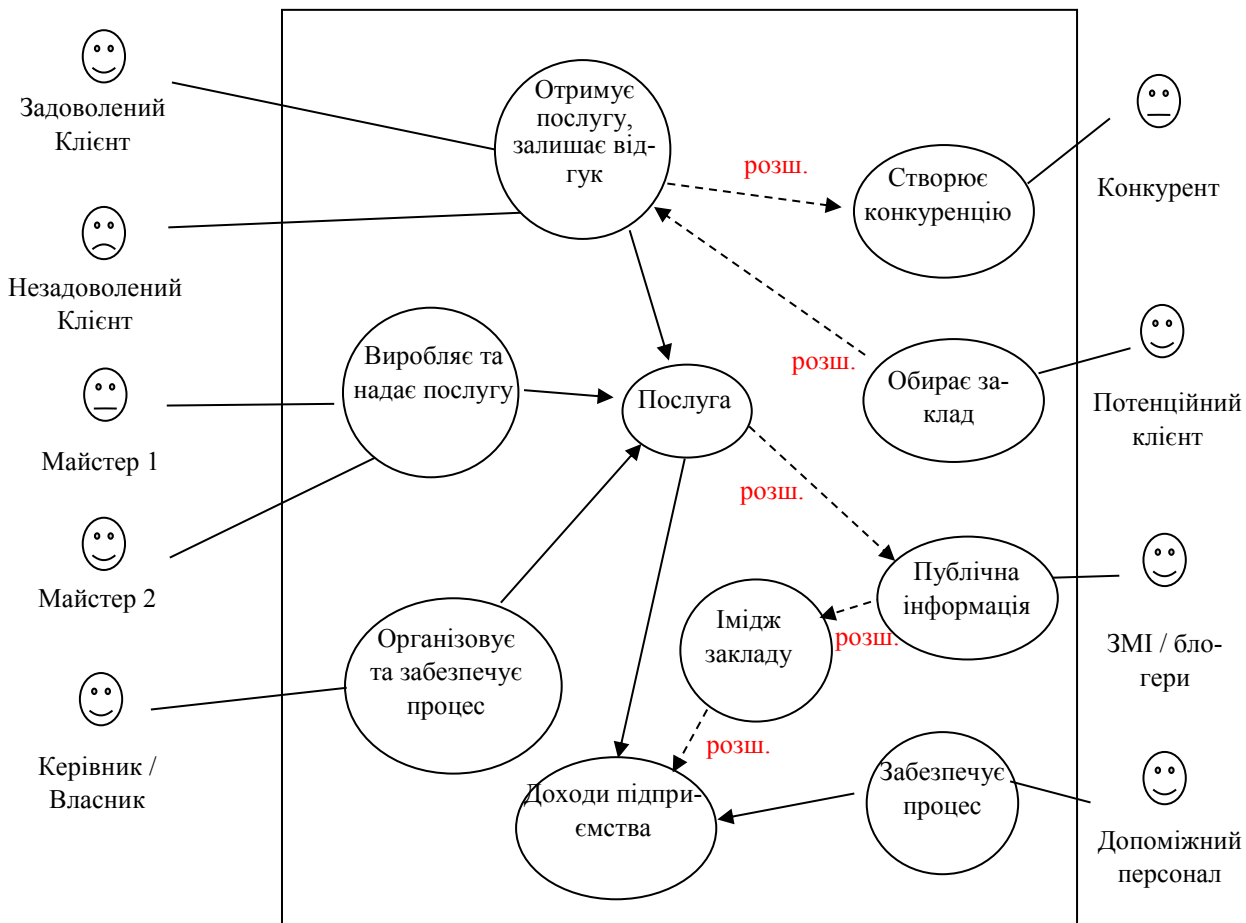 Задоволений
Клієнт
Незадоволений
Клієнт
Майстер 1
Майстер 2
Керівник /
Власник
Отримує
послугу,
залишає від-
гук
розш.
Створює
конкуренцію
Конкурент
розш.
Обирає за-
клад
Потенційний
клієнт
Виробляє та
надає послугу
Послуга
розш.
Публічна
інформація
ЗМІ / бло-
гери
Імідж
закладу
розш.
Організовує
та забезпечує
процес
розш.
Доходи підпри-
ємства
Забезпечує
процес
Допоміжний
персонал